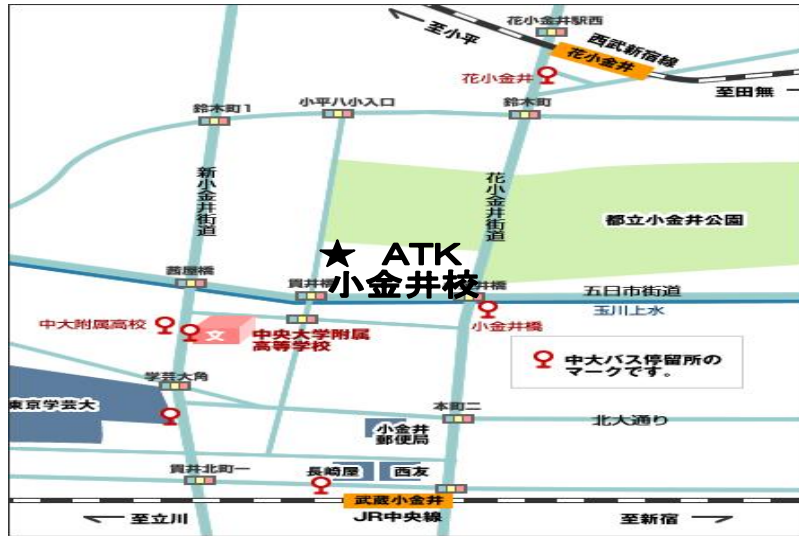 花小金井駅西
至小平
西武新宿線
花小金井
花小金井
至田無
鈴木町1
小平八小入口
鈴木町
新小金井街道
花小金井街道
都立小金井公園
★ ATK
小金井校
茜屋橋
貫井橋
井橋
五日市街道
玉川上水
中大附属高校
文
中央大学附属
高等学校
小金井橋
中大バス停留所の
マークです。
学芸大角
東京学芸大
本町二
北大通り
小金井
郵便局
貫井北町一
長崎屋
西友
武蔵小金井
至立川
JR中央線
至新宿